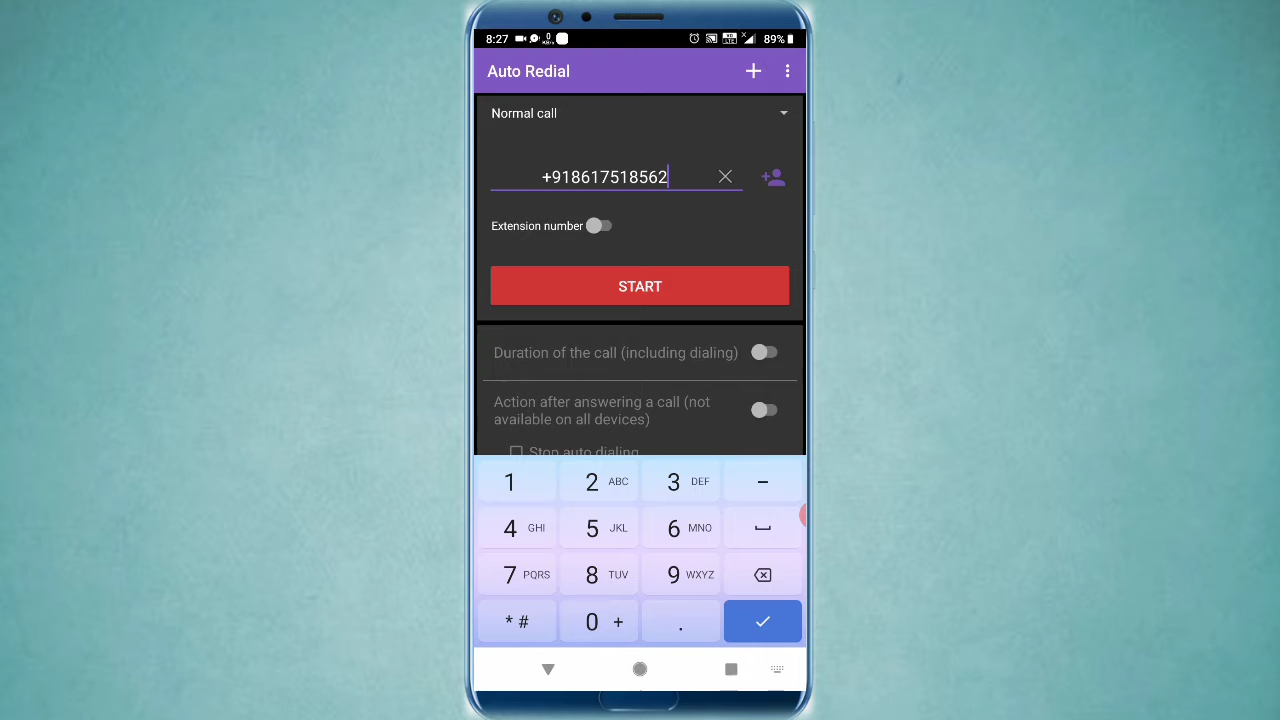 8:27 89%
Auto Redial
Normal call
+918617518562
Extension number
START
Duration of the call (including dialing)
Action after answering a call (not
available on all devices)
Stop auto dialing
1 2 ABC 3 DEF −
4 GHI 5 JKL 6 MNO
7 PQRS 8 TUV 9 WXYZ
* # 0 + .